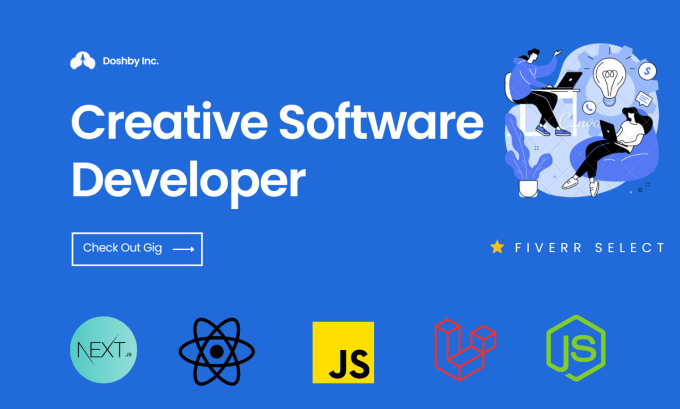 Doshby Inc.
Creative Software
Developer
Check Out Gig
FIVERR SELECT
NEXT.JS
JS
JS